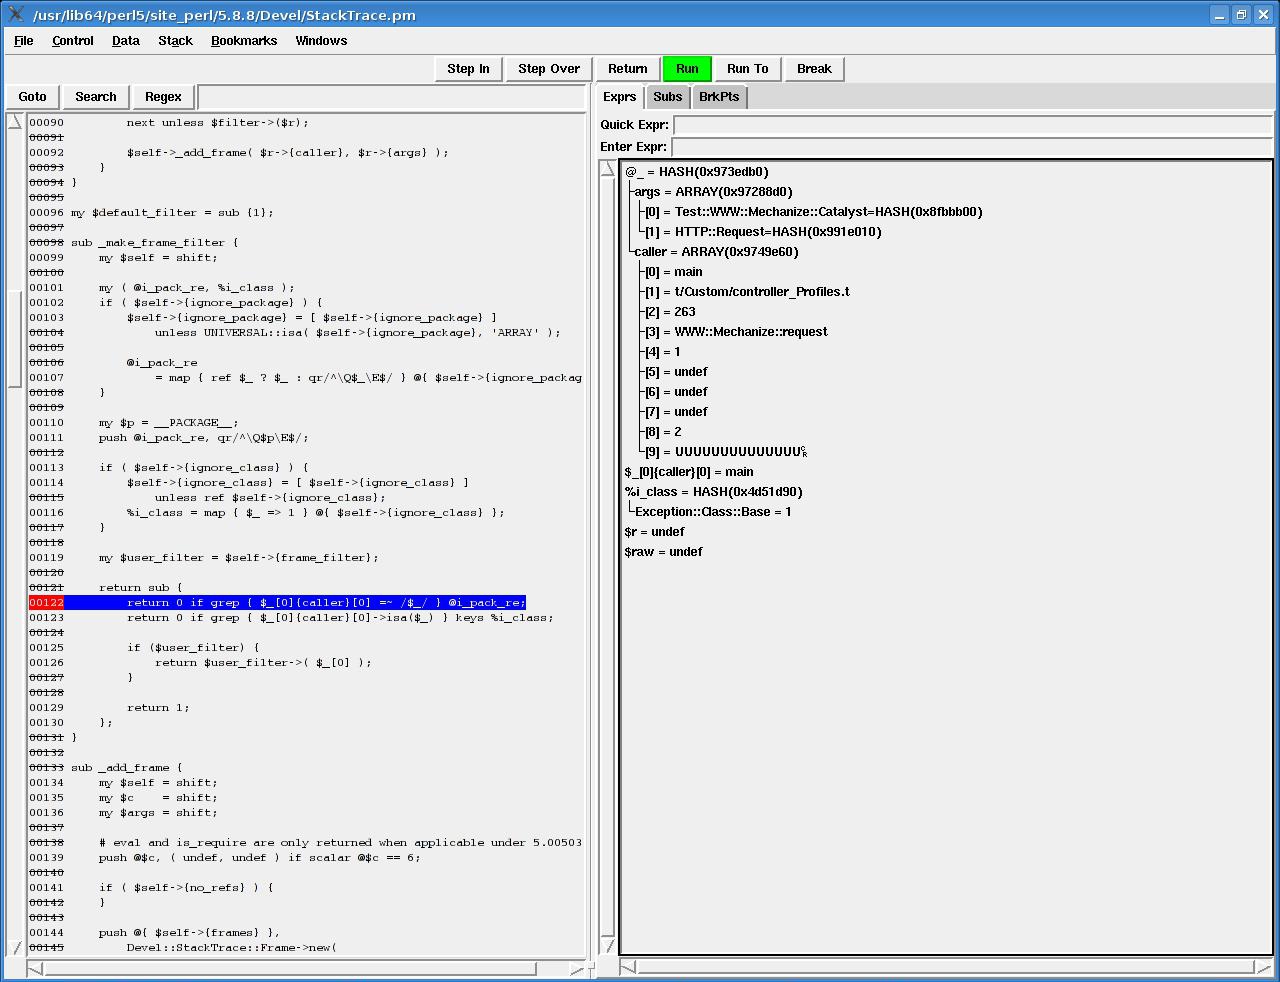 /usr/lib64/perl5/site_perl/5.8.8/Devel/StackTrace.pm
File Control Data Stack Bookmarks Windows
Step In Step Over Return Run Run To Break
Goto Search Regex
00090         next unless $filter->($r);
00091
00092         $self->_add_frame( $r->{caller}, $r->{args} );
00093     }
00094 }
00095
00096 my $default_filter = sub {1};
00097
00098 sub _make_frame_filter {
00099     my $self = shift;
00100
00101     my ( @i_pack_re, %i_class );
00102     if ( $self->{ignore_package} ) {
00103         $self->{ignore_package} = [ $self->{ignore_package} ]
00104             unless UNIVERSAL::isa( $self->{ignore_package}, 'ARRAY' );
00105
00106         @i_pack_re
00107             = map { ref $_ ? $_ : qr/^\Q$_\E$/ } @{ $self->{ignore_packag
00108     }
00109
00110     my $p = __PACKAGE__;
00111     push @i_pack_re, qr/^\Q$p\E$/;
00112
00113     if ( $self->{ignore_class} ) {
00114         $self->{ignore_class} = [ $self->{ignore_class} ]
00115             unless ref $self->{ignore_class};
00116         %i_class = map { $_ => 1 } @{ $self->{ignore_class} };
00117     }
00118
00119     my $user_filter = $self->{frame_filter};
00120
00121     return sub {
00122         return 0 if grep { $_[0]{caller}[0] =~ /$_/ } @i_pack_re;
00123         return 0 if grep { $_[0]{caller}[0]->isa($_) } keys %i_class;
00124
00125         if ($user_filter) {
00126             return $user_filter->( $_[0] );
00127         }
00128
00129         return 1;
00130     };
00131 }
00132
00133 sub _add_frame {
00134     my $self = shift;
00135     my $c    = shift;
00136     my $args = shift;
00137
00138     # eval and is_require are only returned when applicable under 5.00503
00139     push @$c, ( undef, undef ) if scalar @$c == 6;
00140
00141     if ( $self->{no_refs} ) {
00142     }
00143
00144     push @{ $self->{frames} },
00145         Devel::StackTrace::Frame->new(
Exprs Subs BrkPts
Quick Expr:
Enter Expr:
@_ = HASH(0x973edb0)
args = ARRAY(0x97288d0)
[0] = Test::WWW::Mechanize::Catalyst=HASH(0x8fbbb00)
[1] = HTTP::Request=HASH(0x991e010)
caller = ARRAY(0x9749e60)
[0] = main
[1] = t/Custom/controller_Profiles.t
[2] = 263
[3] = WWW::Mechanize::request
[4] = 1
[5] = undef
[6] = undef
[7] = undef
[8] = 2
[9] = UUUUUUUUUUUUUU␍
$_[0]{caller}[0] = main
%i_class = HASH(0x4d51d90)
Exception::Class::Base = 1
$r = undef
$raw = undef